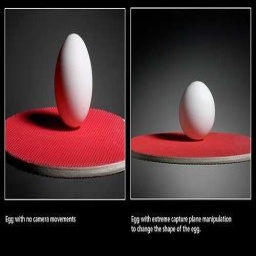 Egg with no camera movements
Egg with extreme capture plane manipulation
to change the shape of the egg.